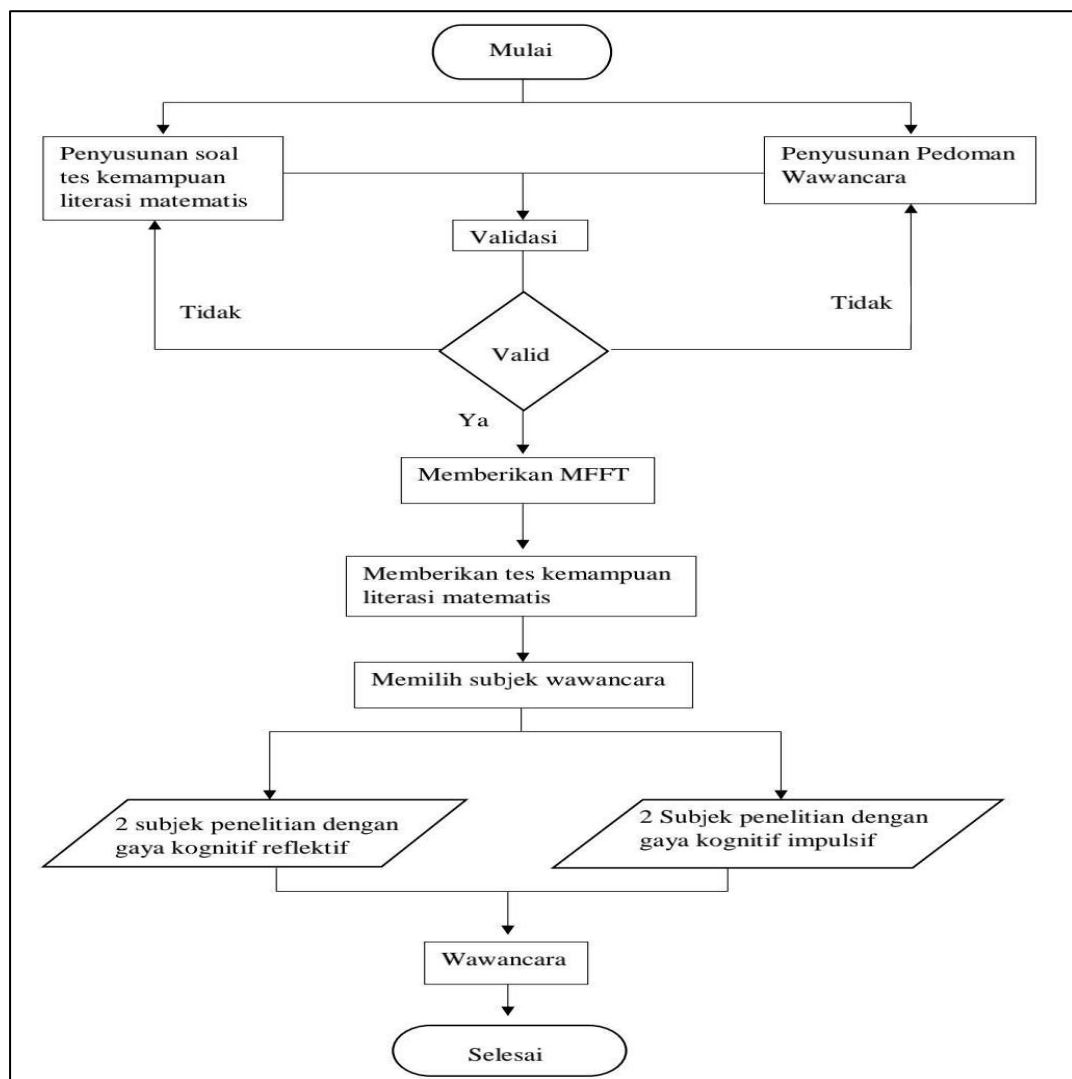 Mulai
Penyusunan soal
tes kemampuan
literasi matematis
Penyusunan Pedoman
Wawancara
Validasi
Tidak
Tidak
Valid
Ya
Memberikan MFFT
Memberikan tes kemampuan
literasi matematis
Memilih subjek wawancara
2 subjek penelitian dengan
gaya kognitif reflektif
2 Subjek penelitian dengan
gaya kognitif impulsif
Wawancara
Selesai